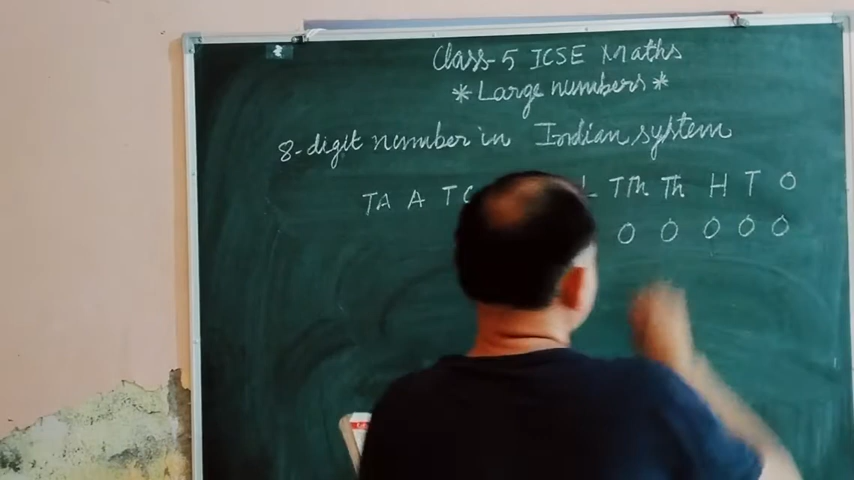 Class-5 ICSE Maths
* Large numbers *
8-digit number in Indian system
TA A L TTh Th H T O
0 0 0 0 0